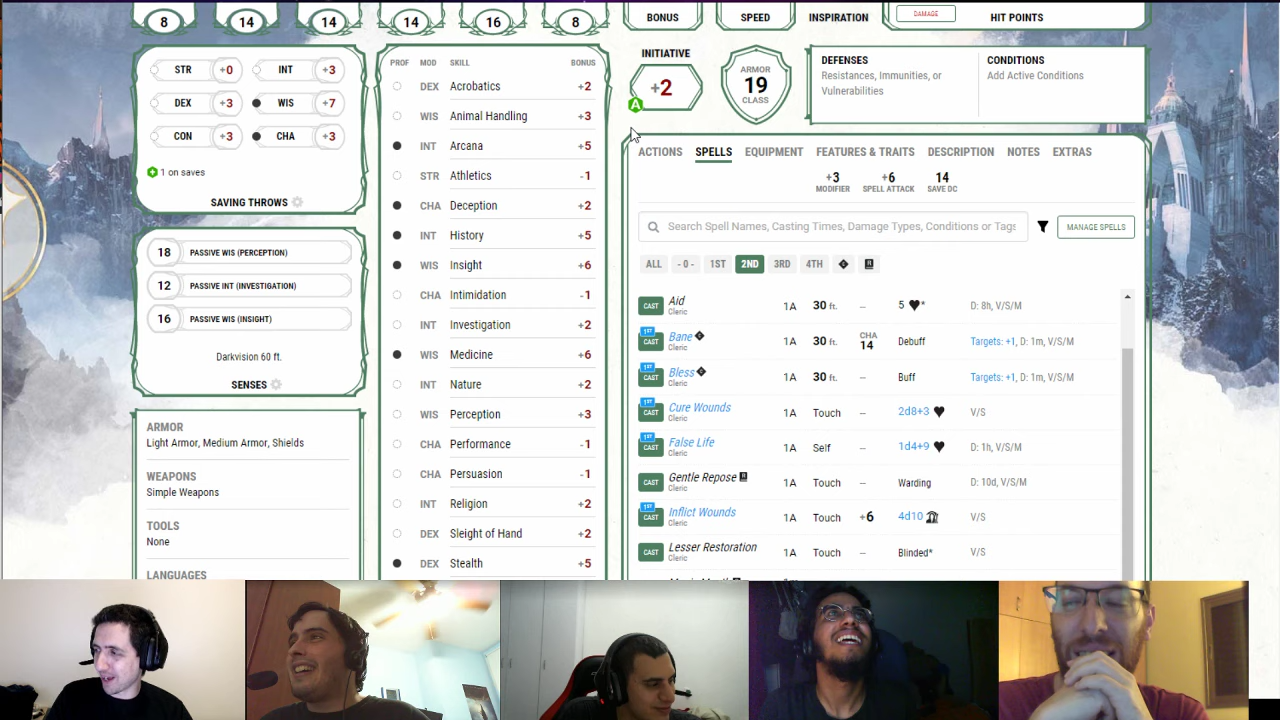 8 14 14 14 16 8
BONUS SPEED INSPIRATION DAMAGE HIT POINTS
STR +0 INT +3
DEX +3 WIS +7
CON +3 CHA +3
1 on saves
SAVING THROWS
18 PASSIVE WIS (PERCEPTION)
12 PASSIVE INT (INVESTIGATION)
16 PASSIVE WIS (INSIGHT)
Darkvision 60 ft.
SENSES
ARMOR
Light Armor, Medium Armor, Shields
WEAPONS
Simple Weapons
TOOLS
None
LANGUAGES
PROF MOD SKILL BONUS
DEX Acrobatics +2
WIS Animal Handling +3
INT Arcana +5
STR Athletics -1
CHA Deception +2
INT History +5
WIS Insight +6
CHA Intimidation -1
INT Investigation +2
WIS Medicine +6
INT Nature +2
WIS Perception +3
CHA Performance -1
CHA Persuasion -1
INT Religion +2
DEX Sleight of Hand +2
DEX Stealth +5
INITIATIVE
+2
A
ARMOR
19
CLASS
DEFENSES
Resistances, Immunities, or
Vulnerabilities
CONDITIONS
Add Active Conditions
ACTIONS SPELLS EQUIPMENT FEATURES & TRAITS DESCRIPTION NOTES EXTRAS
+3 +6 14
MODIFIER SPELL ATTACK SAVE DC
Search Spell Names, Casting Times, Damage Types, Conditions or Tags
MANAGE SPELLS
ALL - 0 - 1ST 2ND 3RD 4TH
CAST Aid 1A 30 ft. -- 5 * D: 8h, V/S/M
Cleric
1ST CAST Bane 1A 30 ft. CHA 14 Debuff Targets: +1, D: 1m, V/S/M
Cleric
1ST CAST Bless 1A 30 ft. -- Buff Targets: +1, D: 1m, V/S/M
Cleric
1ST CAST Cure Wounds 1A Touch -- 2d8+3 V/S
Cleric
1ST CAST False Life 1A Self -- 1d4+9 D: 1h, V/S/M
Cleric
CAST Gentle Repose 1A Touch -- Warding D: 10d, V/S/M
Cleric
1ST CAST Inflict Wounds 1A Touch +6 4d10 V/S
Cleric
CAST Lesser Restoration 1A Touch -- Blinded* V/S
Cleric